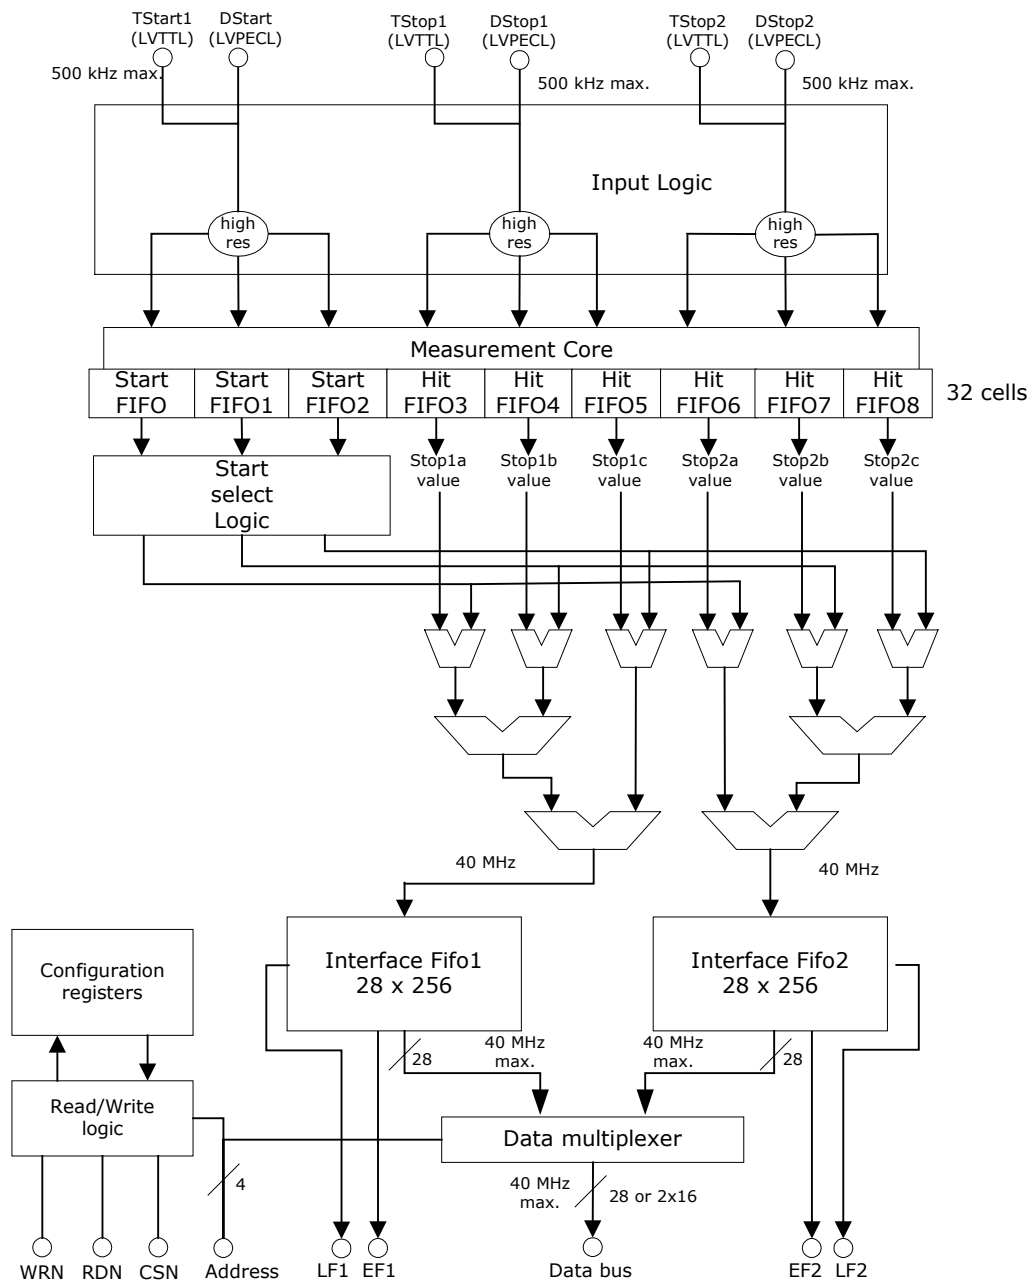 TStart1
(LVTTL)
DStart
(LVPECL)
TStop1
(LVTTL)
DStop1
(LVPECL)
TStop2
(LVTTL)
DStop2
(LVPECL)
500 kHz max.
500 kHz max.
500 kHz max.
Input Logic
high
res
high
res
high
res
Measurement Core
Start
FIFO
Start
FIFO1
Start
FIFO2
Hit
FIFO3
Hit
FIFO4
Hit
FIFO5
Hit
FIFO6
Hit
FIFO7
Hit
FIFO8
32 cells
Start
select
Logic
Stop1a
value
Stop1b
value
Stop1c
value
Stop2a
value
Stop2b
value
Stop2c
value
40 MHz
40 MHz
Configuration
registers
Interface Fifo1
28 x 256
Interface Fifo2
28 x 256
28
40 MHz
max.
40 MHz
max.
28
Read/Write
logic
Data multiplexer
4
40 MHz
max.
28 or 2x16
WRN
RDN
CSN
Address
LF1
EF1
Data bus
EF2
LF2